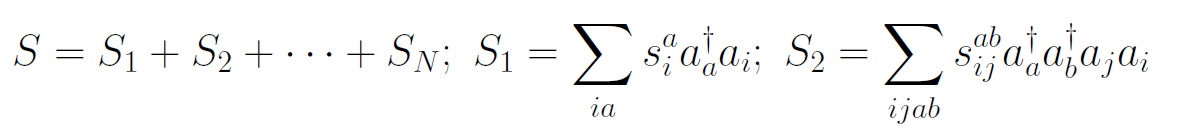 $S = S_1 + S_2 + \cdots + S_N;\ S_1 = \sum_{ia} s_i^a a_a^\dagger a_i;\ S_2 = \sum_{ijab} s_{ij}^{ab} a_a^\dagger a_b^\dagger a_j a_i$